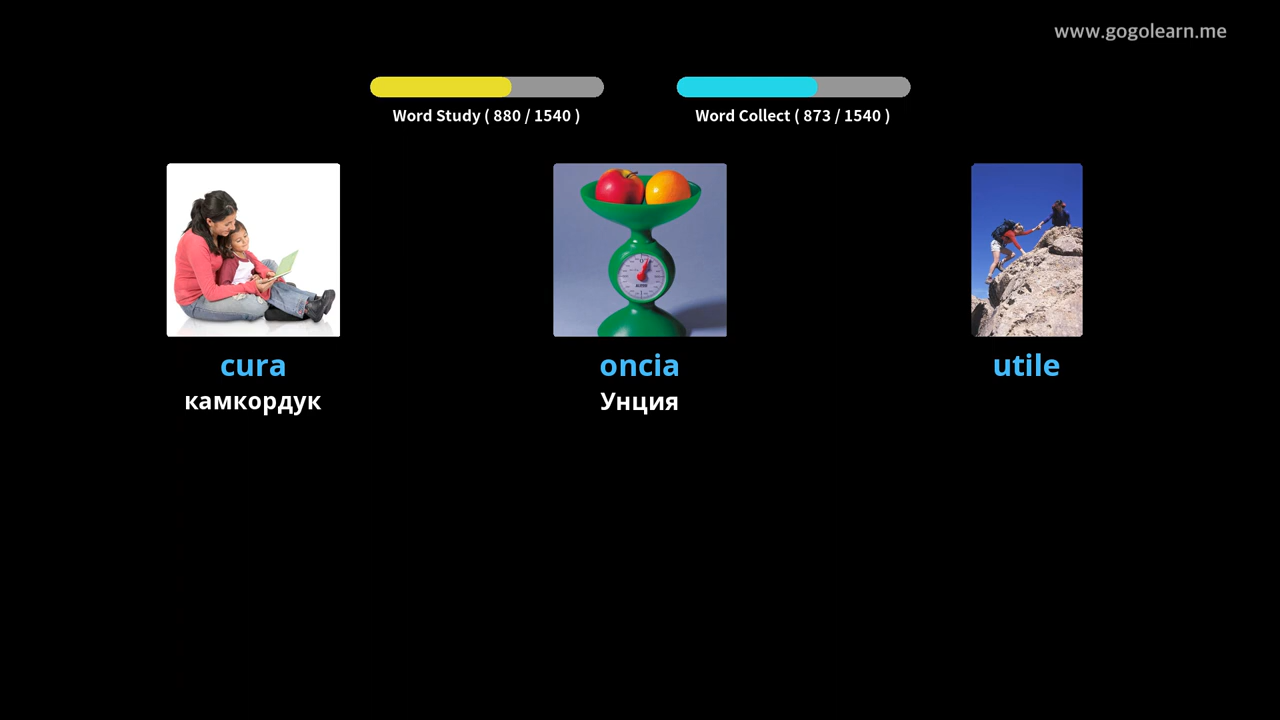 www.gogolearn.me
Word Study ( 880 / 1540 )
Word Collect ( 873 / 1540 )
cura
камкордук
oncia
Унция
utile